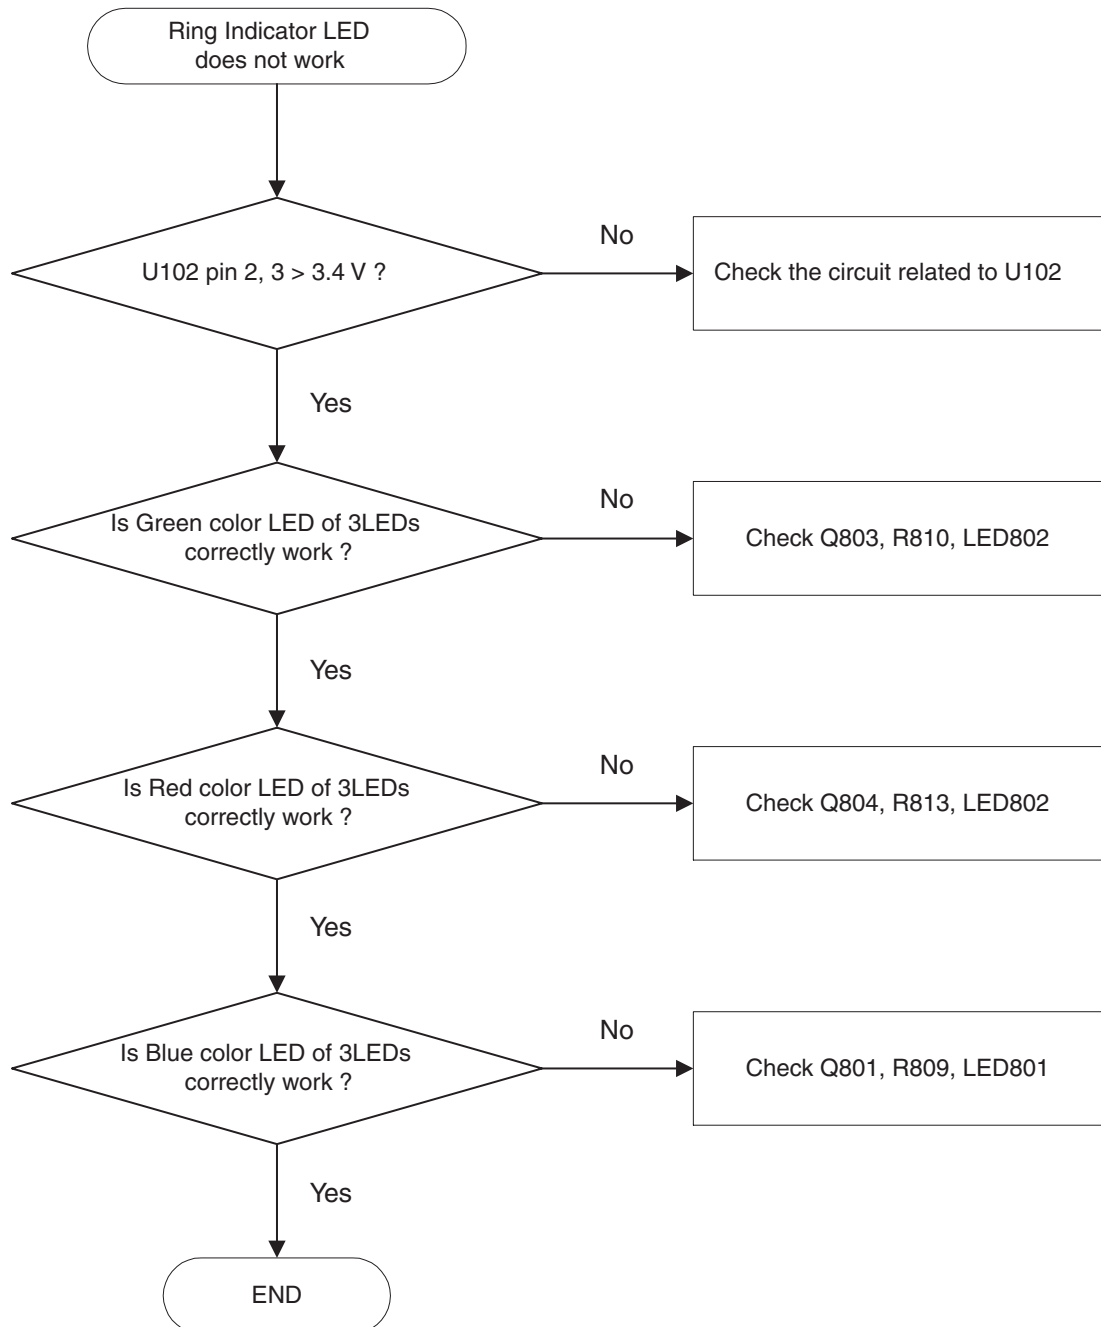 Ring Indicator LED
does not work
U102 pin 2, 3 > 3.4 V ?
No
Check the circuit related to U102
Yes
Is Green color LED of 3LEDs
correctly work ?
No
Check Q803, R810, LED802
Yes
Is Red color LED of 3LEDs
correctly work ?
No
Check Q804, R813, LED802
Yes
Is Blue color LED of 3LEDs
correctly work ?
No
Check Q801, R809, LED801
Yes
END